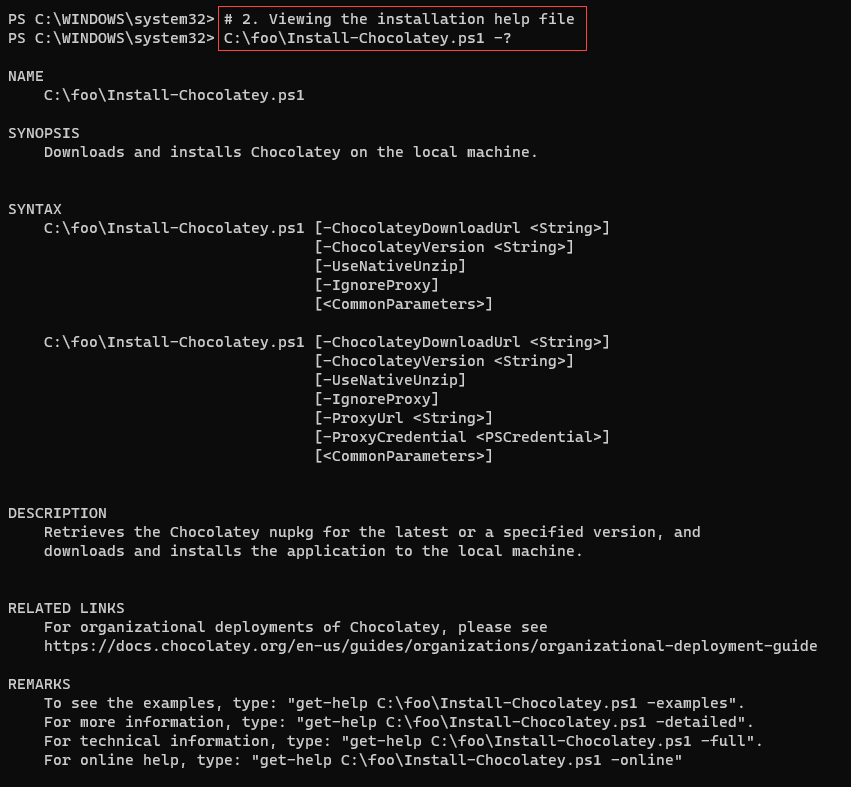 PS C:\WINDOWS\system32> # 2. Viewing the installation help file
PS C:\WINDOWS\system32> C:\foo\Install-Chocolatey.ps1 -?
NAME
C:\foo\Install-Chocolatey.ps1
SYNOPSIS
Downloads and installs Chocolatey on the local machine.
SYNTAX
C:\foo\Install-Chocolatey.ps1 [-ChocolateyDownloadUrl <String>]
[-ChocolateyVersion <String>]
[-UseNativeUnzip]
[-IgnoreProxy]
[<CommonParameters>]
C:\foo\Install-Chocolatey.ps1 [-ChocolateyDownloadUrl <String>]
[-ChocolateyVersion <String>]
[-UseNativeUnzip]
[-IgnoreProxy]
[-ProxyUrl <String>]
[-ProxyCredential <PSCredential>]
[<CommonParameters>]
DESCRIPTION
Retrieves the Chocolatey nupkg for the latest or a specified version, and
downloads and installs the application to the local machine.
RELATED LINKS
For organizational deployments of Chocolatey, please see
https://docs.chocolatey.org/en-us/guides/organizations/organizational-deployment-guide
REMARKS
To see the examples, type: "get-help C:\foo\Install-Chocolatey.ps1 -examples".
For more information, type: "get-help C:\foo\Install-Chocolatey.ps1 -detailed".
For technical information, type: "get-help C:\foo\Install-Chocolatey.ps1 -full".
For online help, type: "get-help C:\foo\Install-Chocolatey.ps1 -online"